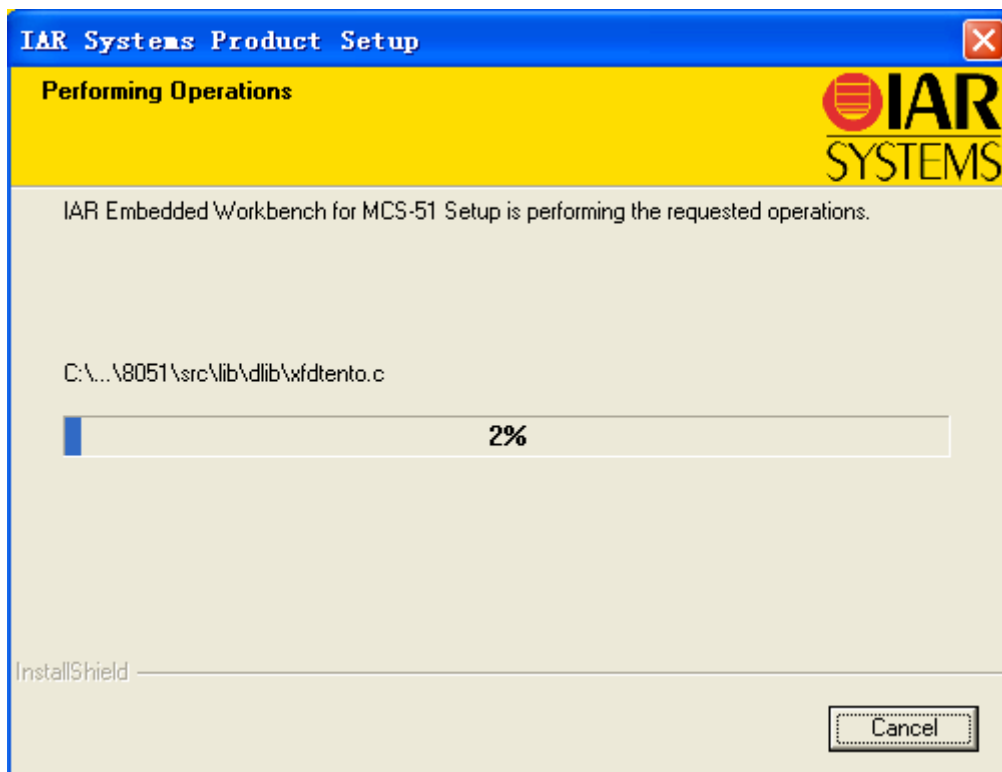 IAR Systems Product Setup
Performing Operations
IAR
SYSTEMS
IAR Embedded Workbench for MCS-51 Setup is performing the requested operations.
C:\...\8051\src\lib\dlib\xfdtento.c
2%
InstallShield
Cancel